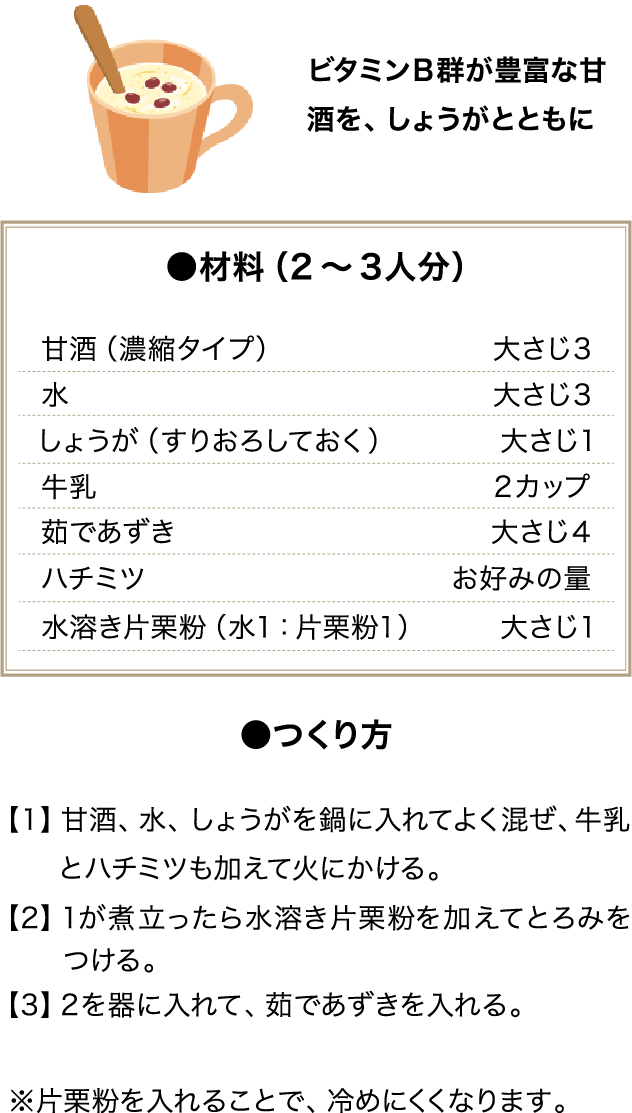 ビタミンB群が豊富な甘
酒を、しょうがとともに
●材料（2〜3人分）
甘酒（濃縮タイプ） 大さじ3
水 大さじ3
しょうが（すりおろしておく） 大さじ1
牛乳 2カップ
茹であずき 大さじ4
ハチミツ お好みの量
水溶き片栗粉（水1：片栗粉1） 大さじ1
●つくり方
【1】甘酒、水、しょうがを鍋に入れてよく混ぜ、牛乳
とハチミツも加えて火にかける。
【2】1が煮立ったら水溶き片栗粉を加えてとろみを
つける。
【3】2を器に入れて、茹であずきを入れる。
※片栗粉を入れることで、冷めにくくなります。